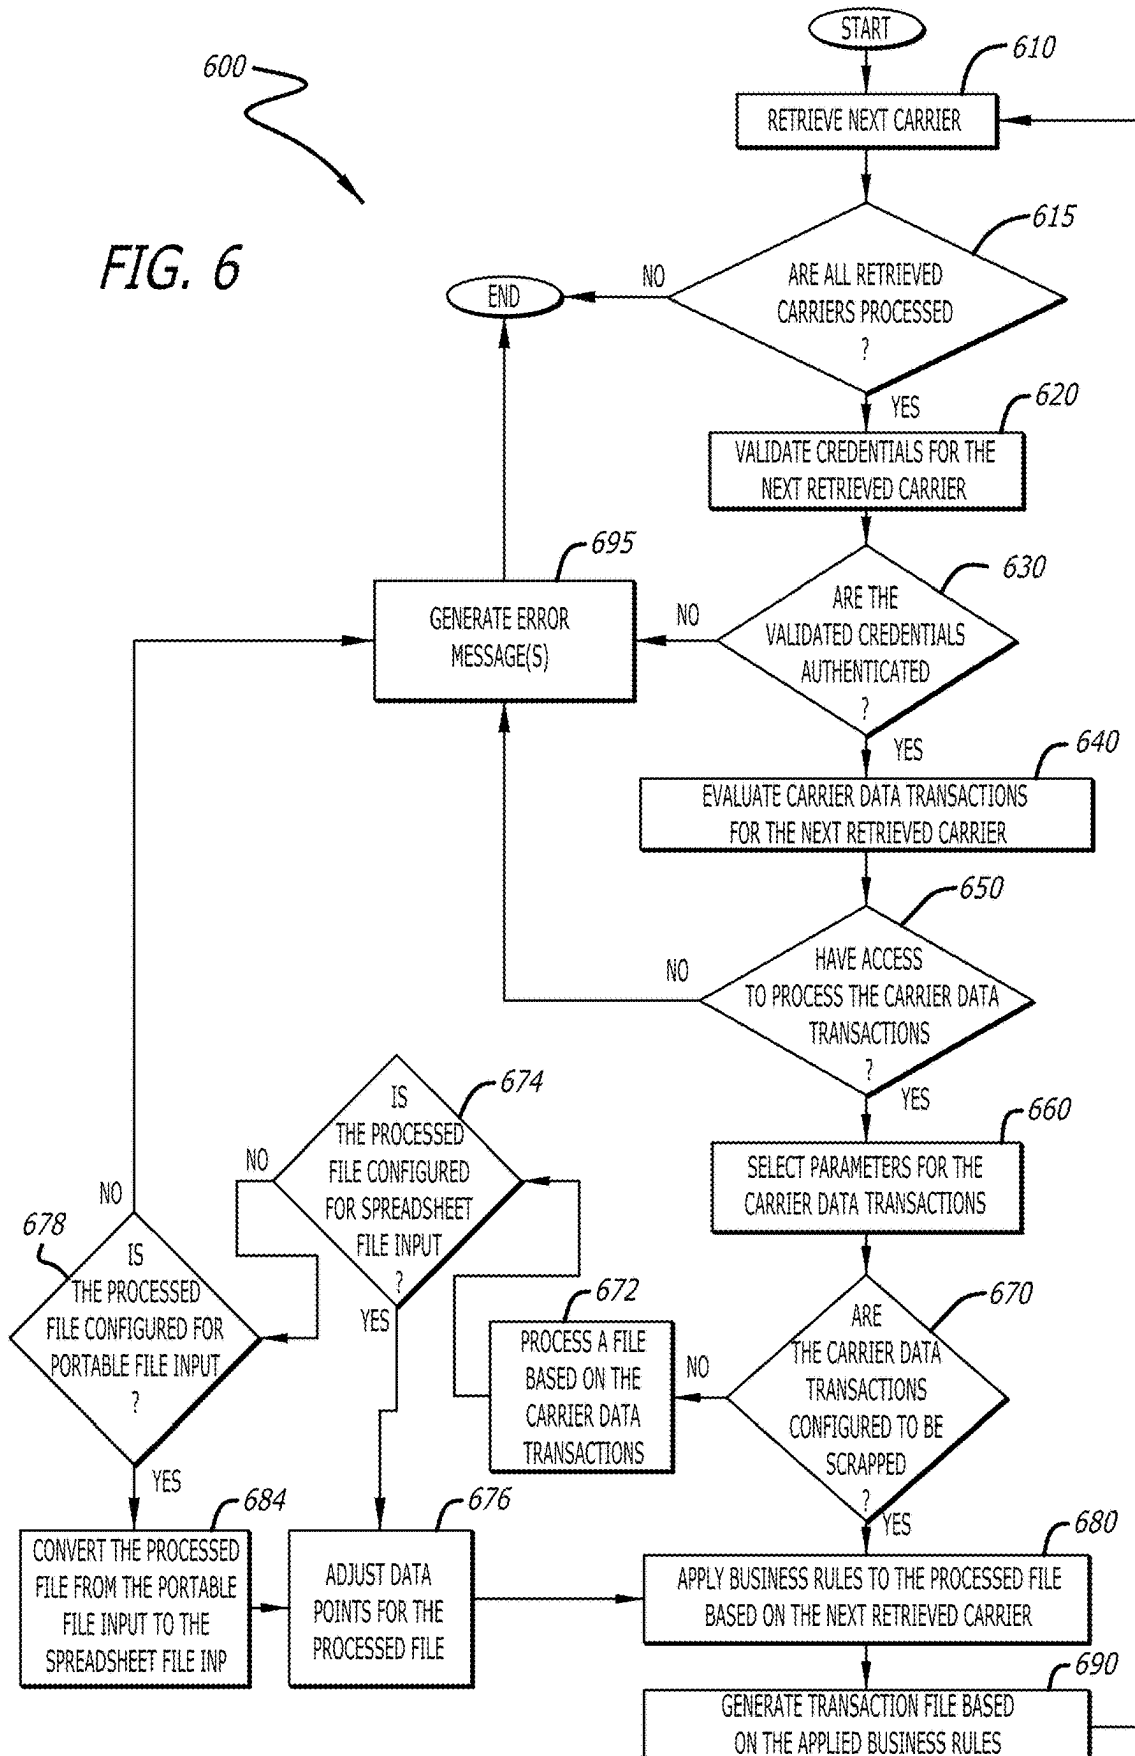 START
610
600
RETRIEVE NEXT CARRIER
615
FIG. 6
NO
ARE ALL RETRIEVED
CARRIERS PROCESSED
?
END
YES
620
VALIDATE CREDENTIALS FOR THE
NEXT RETRIEVED CARRIER
695
630
GENERATE ERROR
MESSAGE(S)
NO
ARE THE
VALIDATED CREDENTIALS
AUTHENTICATED
?
YES
640
EVALUATE CARRIER DATA TRANSACTIONS
FOR THE NEXT RETRIEVED CARRIER
650
NO
HAVE ACCESS
TO PROCESS THE CARRIER DATA
TRANSACTIONS
?
YES
660
SELECT PARAMETERS FOR THE
CARRIER DATA TRANSACTIONS
674
IS
THE PROCESSED
FILE CONFIGURED
FOR SPREADSHEET
FILE INPUT
?
NO
YES
NO
678
IS
THE PROCESSED
FILE CONFIGURED FOR
PORTABLE FILE INPUT
?
YES
672
PROCESS A FILE
BASED ON THE
CARRIER DATA
TRANSACTIONS
NO
670
ARE
THE CARRIER DATA
TRANSACTIONS
CONFIGURED TO BE
SCRAPPED
?
YES
684
CONVERT THE PROCESSED
FILE FROM THE PORTABLE
FILE INPUT TO THE
SPREADSHEET FILE INP
676
ADJUST DATA
POINTS FOR THE
PROCESSED FILE
680
APPLY BUSINESS RULES TO THE PROCESSED FILE
BASED ON THE NEXT RETRIEVED CARRIER
690
GENERATE TRANSACTION FILE BASED
ON THE APPLIED BUSINESS RULES